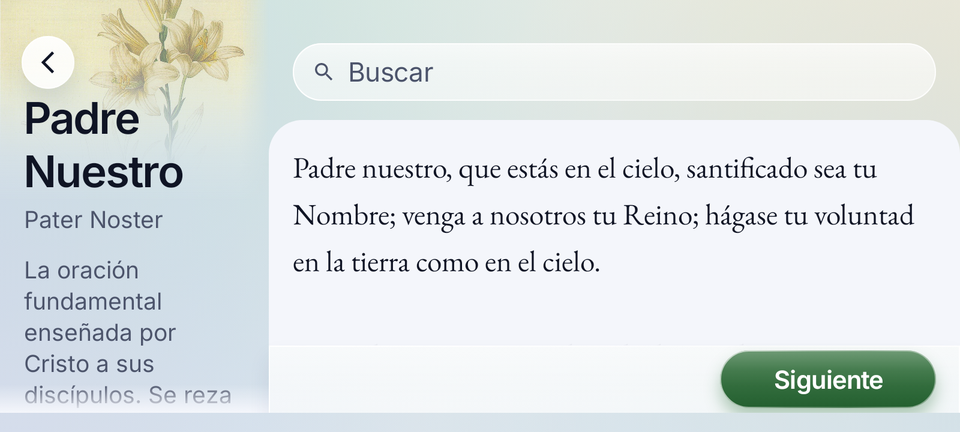 Padre
Nuestro
Pater Noster
La oración
fundamental
enseñada por
Cristo a sus
discípulos. Se reza
Buscar
Padre nuestro, que estás en el cielo, santificado sea tu
Nombre; venga a nosotros tu Reino; hágase tu voluntad
en la tierra como en el cielo.
Siguiente